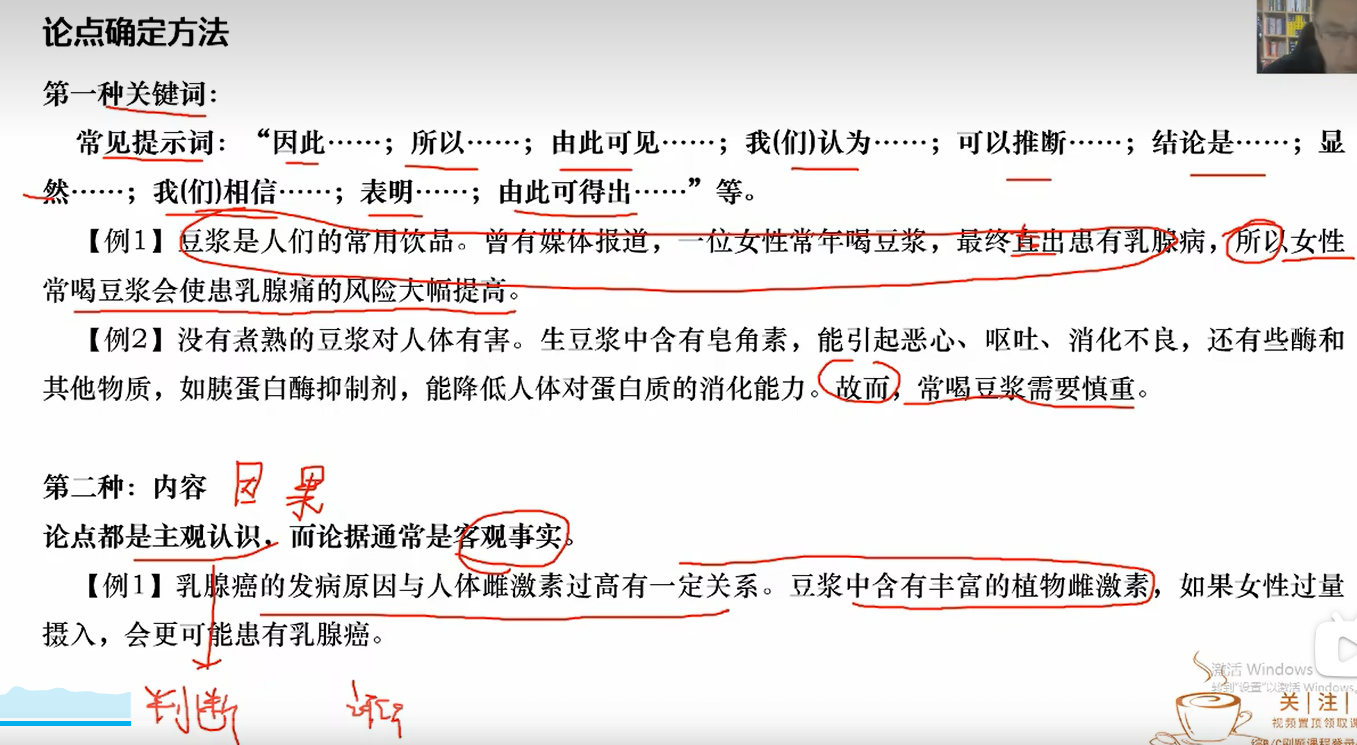 论点确定方法
第一种关键词：
常见提示词：“因此……；所以……；由此可见……；我(们)认为……；可以推断……；结论是……；显
然……；我(们)相信……；表明……；由此可得出……”等。
【例1】豆浆是人们的常用饮品。曾有媒体报道，一位女性常年喝豆浆，最终查出患有乳腺病，所以女性
常喝豆浆会使患乳腺痛的风险大幅提高。
【例2】没有煮熟的豆浆对人体有害。生豆浆中含有皂角素，能引起恶心、呕吐、消化不良，还有些酶和
其他物质，如胰蛋白酶抑制剂，能降低人体对蛋白质的消化能力。故而，常喝豆浆需要慎重。
第二种：内容 因 果
论点都是主观认识，而论据通常是客观事实。
【例1】乳腺癌的发病原因与人体雌激素过高有一定关系。豆浆中含有丰富的植物雌激素，如果女性过量
摄入，会更可能患有乳腺癌。
判断
激活 Windows
转到“设置”以激活 Windows。
关|注|
视频置顶领取课